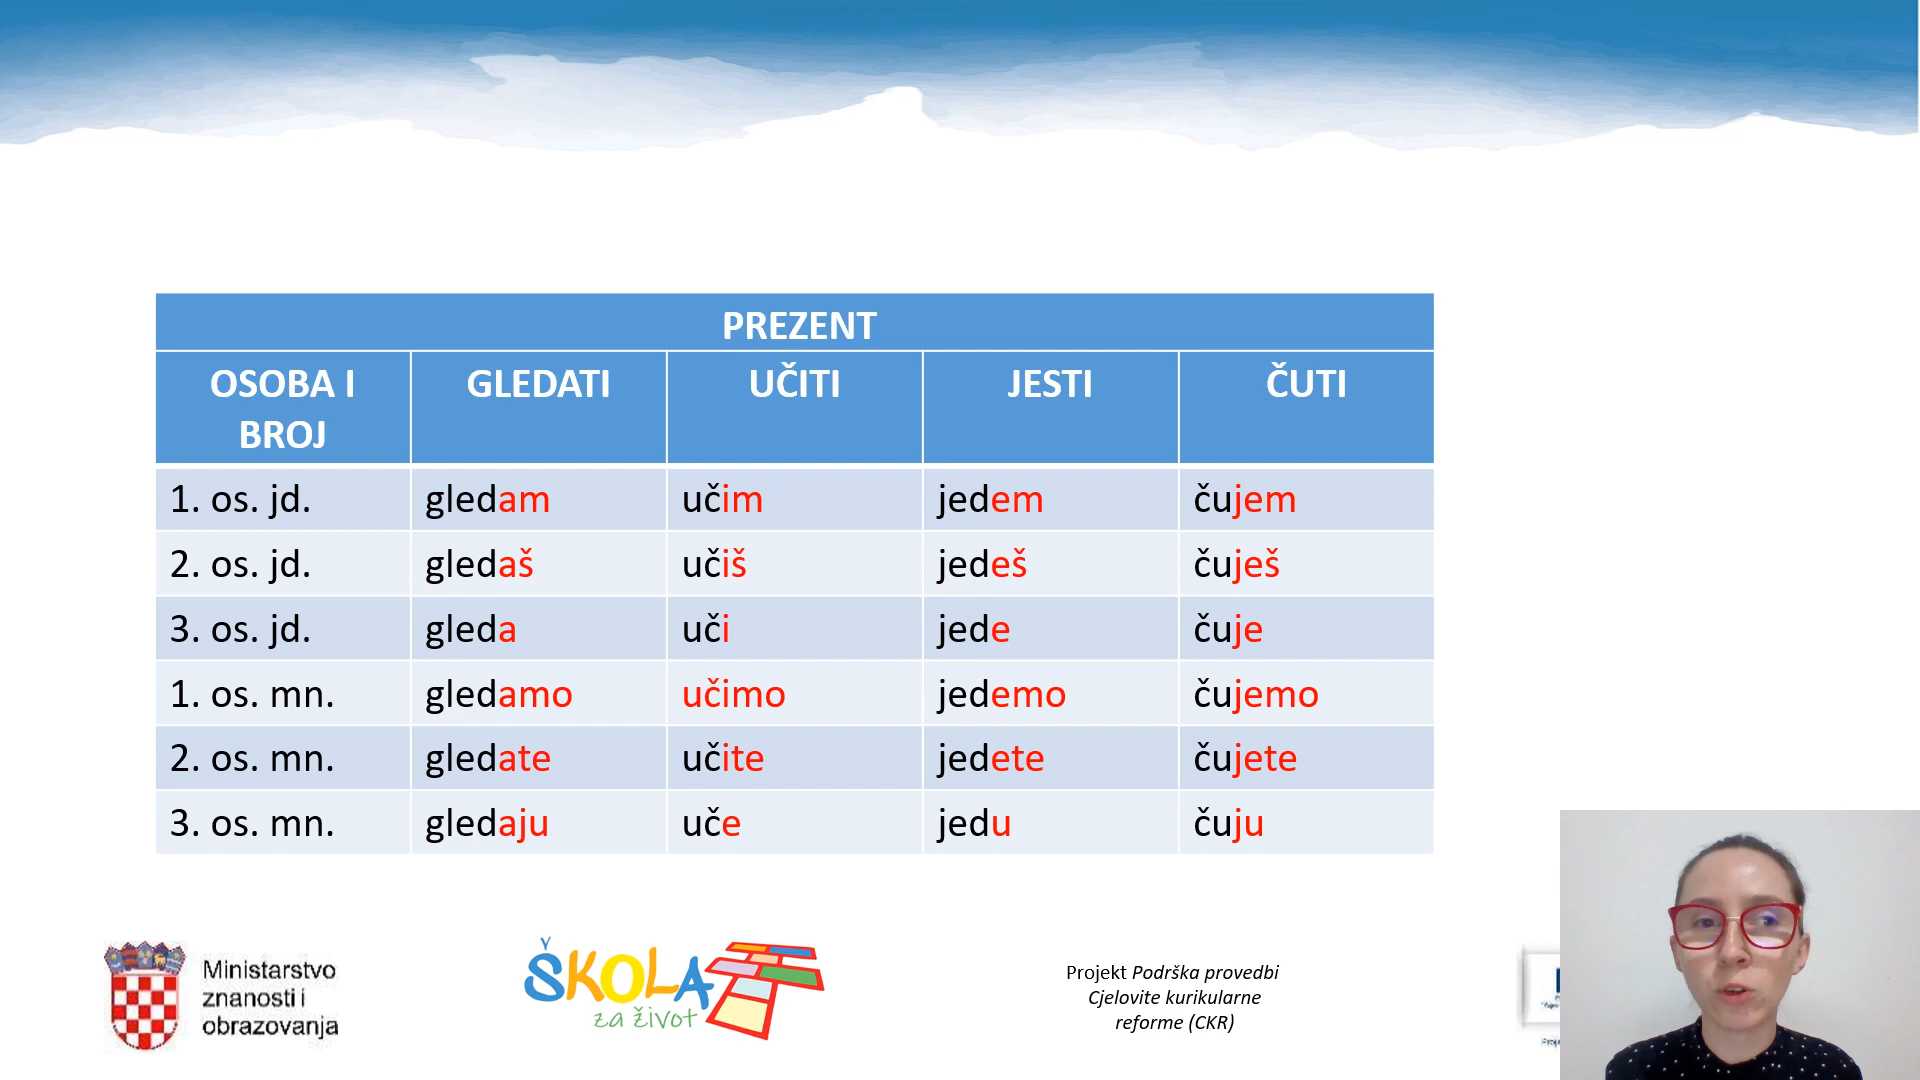 PREZENT
OSOBA I BROJ GLEDATI UČITI JESTI ČUTI
1. os. jd. gledam učim jedem čujem
2. os. jd. gledaš učiš jedeš čuješ
3. os. jd. gleda uči jede čuje
1. os. mn. gledamo učimo jedemo čujemo
2. os. mn. gledate učite jedete čujete
3. os. mn. gledaju uče jedu čuju
Ministarstvo
znanosti i
obrazovanja
ŠKOLA
za život
Projekt Podrška provedbi
Cjelovite kurikularne
reforme (CKR)